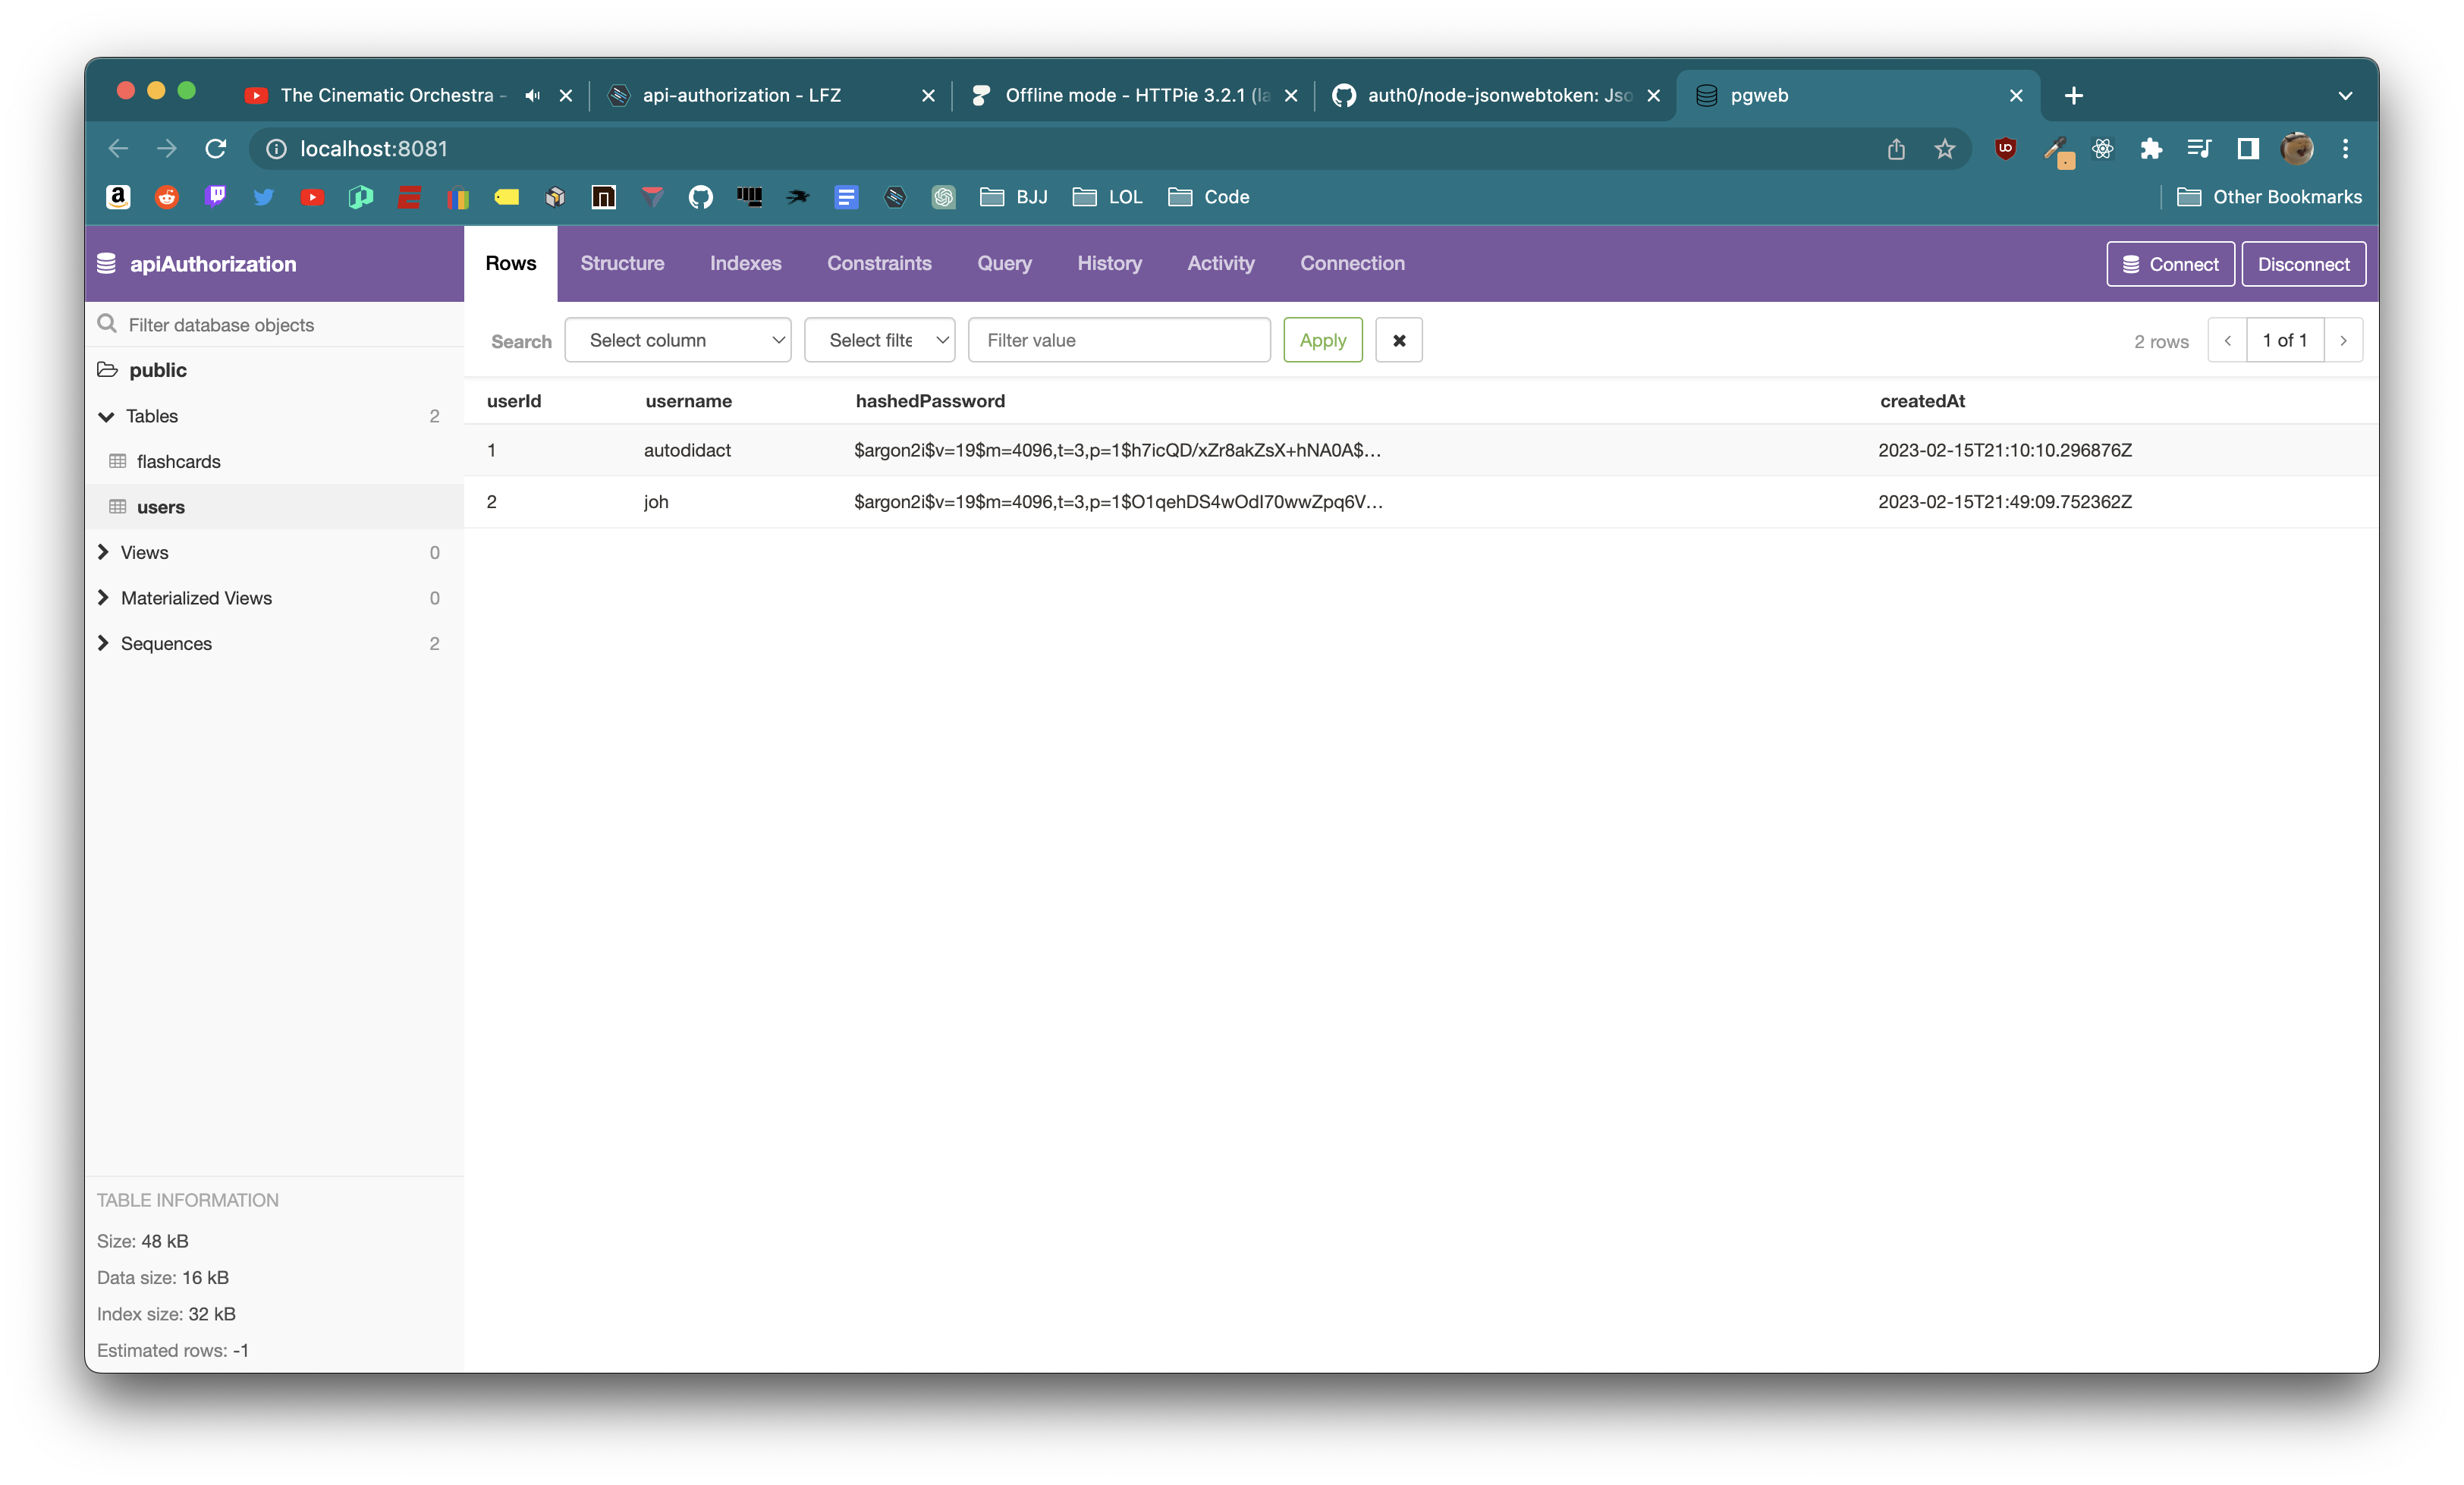 The Cinematic Orchestra -
api-authorization - LFZ
Offline mode - HTTPie 3.2.1 (la
auth0/node-jsonwebtoken: Jso
pgweb
localhost:8081
BJJ
LOL
Code
Other Bookmarks
apiAuthorization
Rows
Structure
Indexes
Constraints
Query
History
Activity
Connection
Connect
Disconnect
Filter database objects
public
Tables 2
flashcards
users
Views 0
Materialized Views 0
Sequences 2
Search
Select column
Select filte
Filter value
Apply
2 rows
1 of 1
userId username hashedPassword createdAt
1 autodidact $argon2i$v=19$m=4096,t=3,p=1$h7icQD/xZr8akZsX+hNA0A$... 2023-02-15T21:10:10.296876Z
2 joh $argon2i$v=19$m=4096,t=3,p=1$O1qehDS4wOdI70wwZpq6V... 2023-02-15T21:49:09.752362Z
TABLE INFORMATION
Size: 48 kB
Data size: 16 kB
Index size: 32 kB
Estimated rows: -1